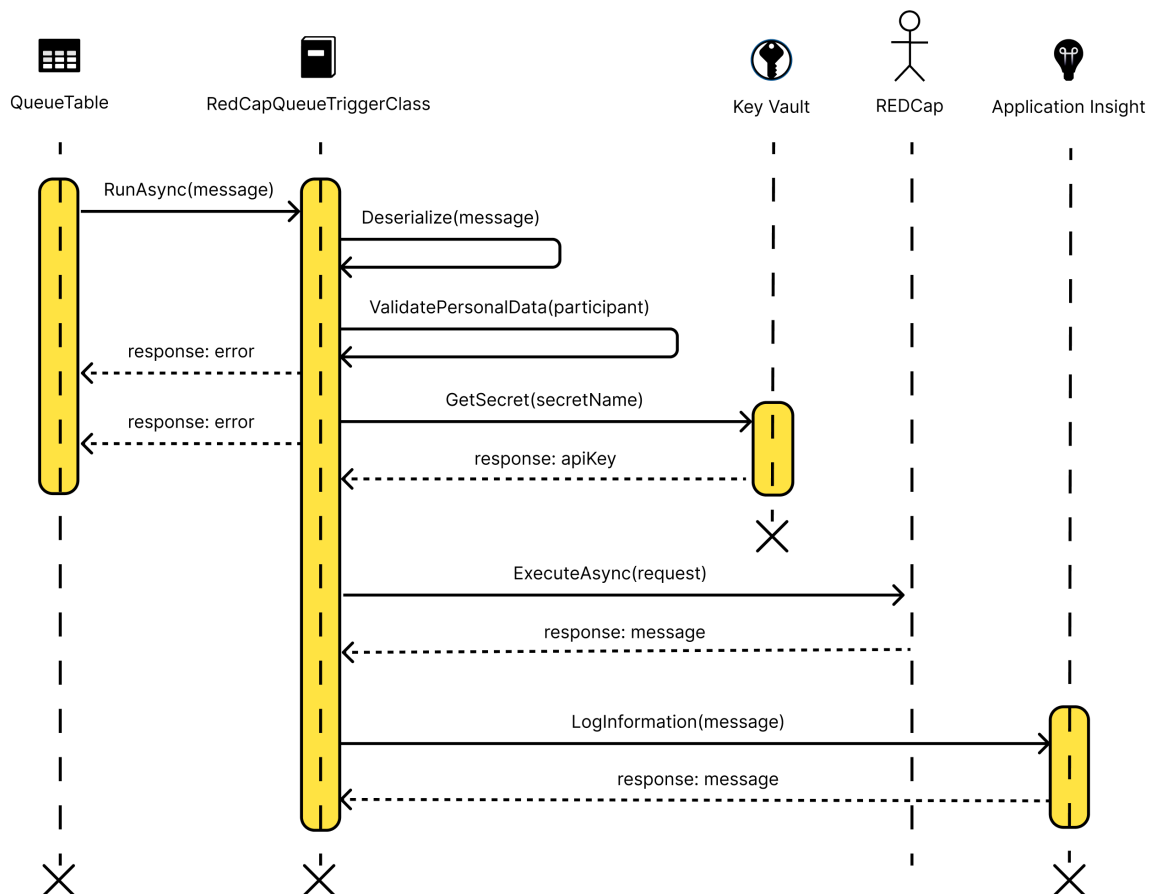 QueueTable
RedCapQueueTriggerClass
Key Vault
REDCap
Application Insight
RunAsync(message)
Deserialize(message)
ValidatePersonalData(participant)
response: error
GetSecret(secretName)
response: error
response: apiKey
ExecuteAsync(request)
response: message
LogInformation(message)
response: message